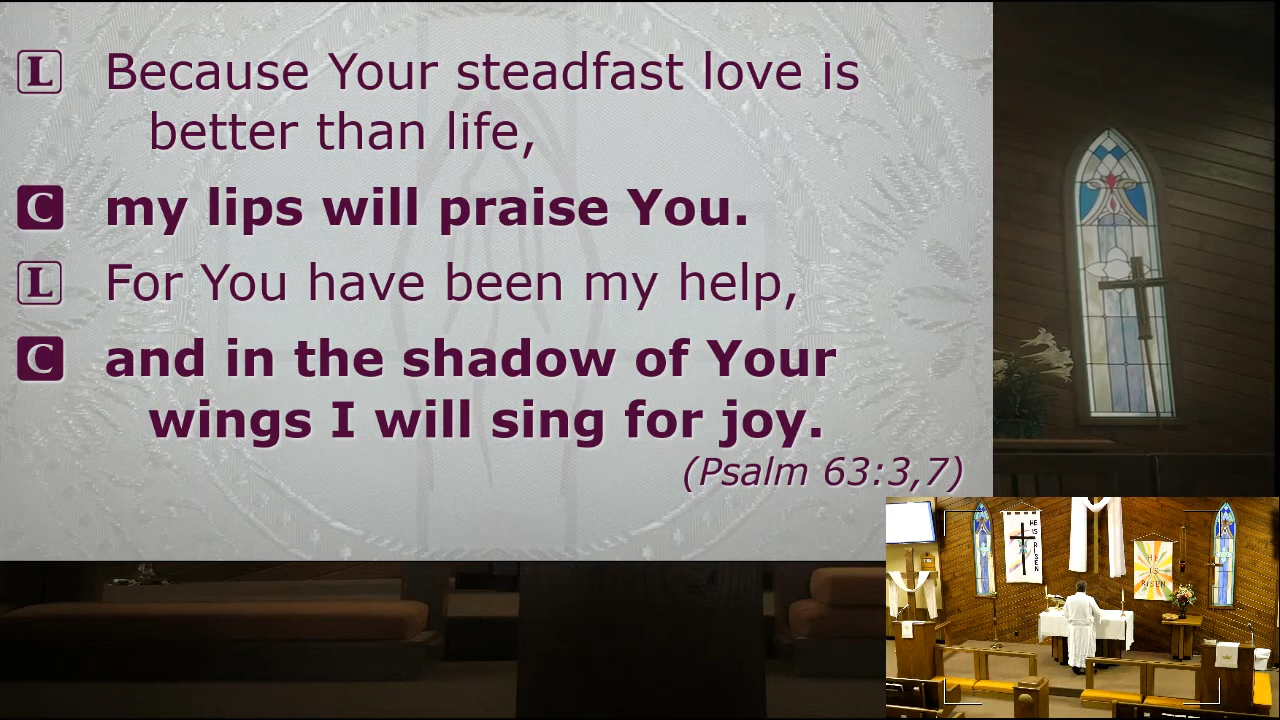 L Because Your steadfast love is
better than life,
C my lips will praise You.
L For You have been my help,
C and in the shadow of Your
wings I will sing for joy.
(Psalm 63:3,7)
HE
IS
RISEN
HE
IS
RISEN